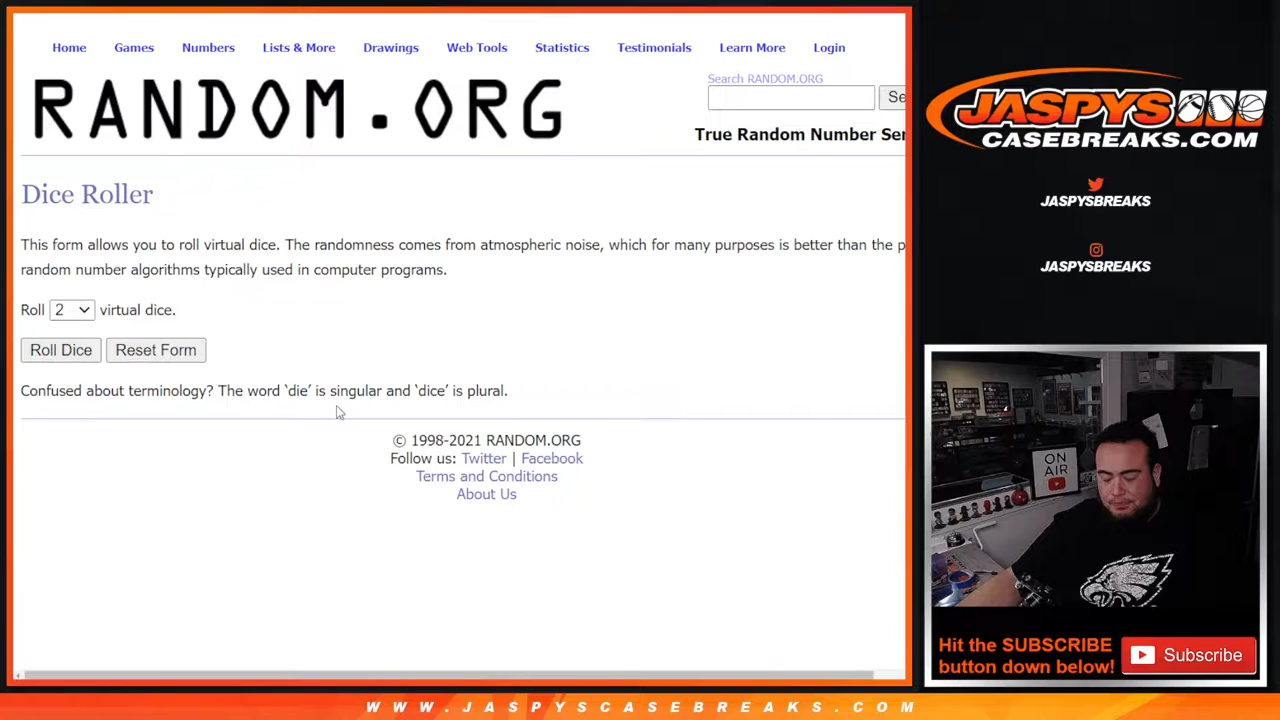 Home Games Numbers Lists & More Drawings Web Tools Statistics Testimonials Learn More Login
RANDOM.ORG
Search RANDOM.ORG
Se
True Random Number Ser
Dice Roller
This form allows you to roll virtual dice. The randomness comes from atmospheric noise, which for many purposes is better than the p
random number algorithms typically used in computer programs.
Roll 2 virtual dice.
Roll Dice Reset Form
Confused about terminology? The word ‘die’ is singular and ‘dice’ is plural.
© 1998-2021 RANDOM.ORG
Follow us: Twitter | Facebook
Terms and Conditions
About Us
JASPYS
CASEBREAKS.COM
JASPYSBREAKS
JASPYSBREAKS
ON
AIR
Hit the SUBSCRIBE
button down below!
Subscribe
WWW.JASPYSCASEBREAKS.COM